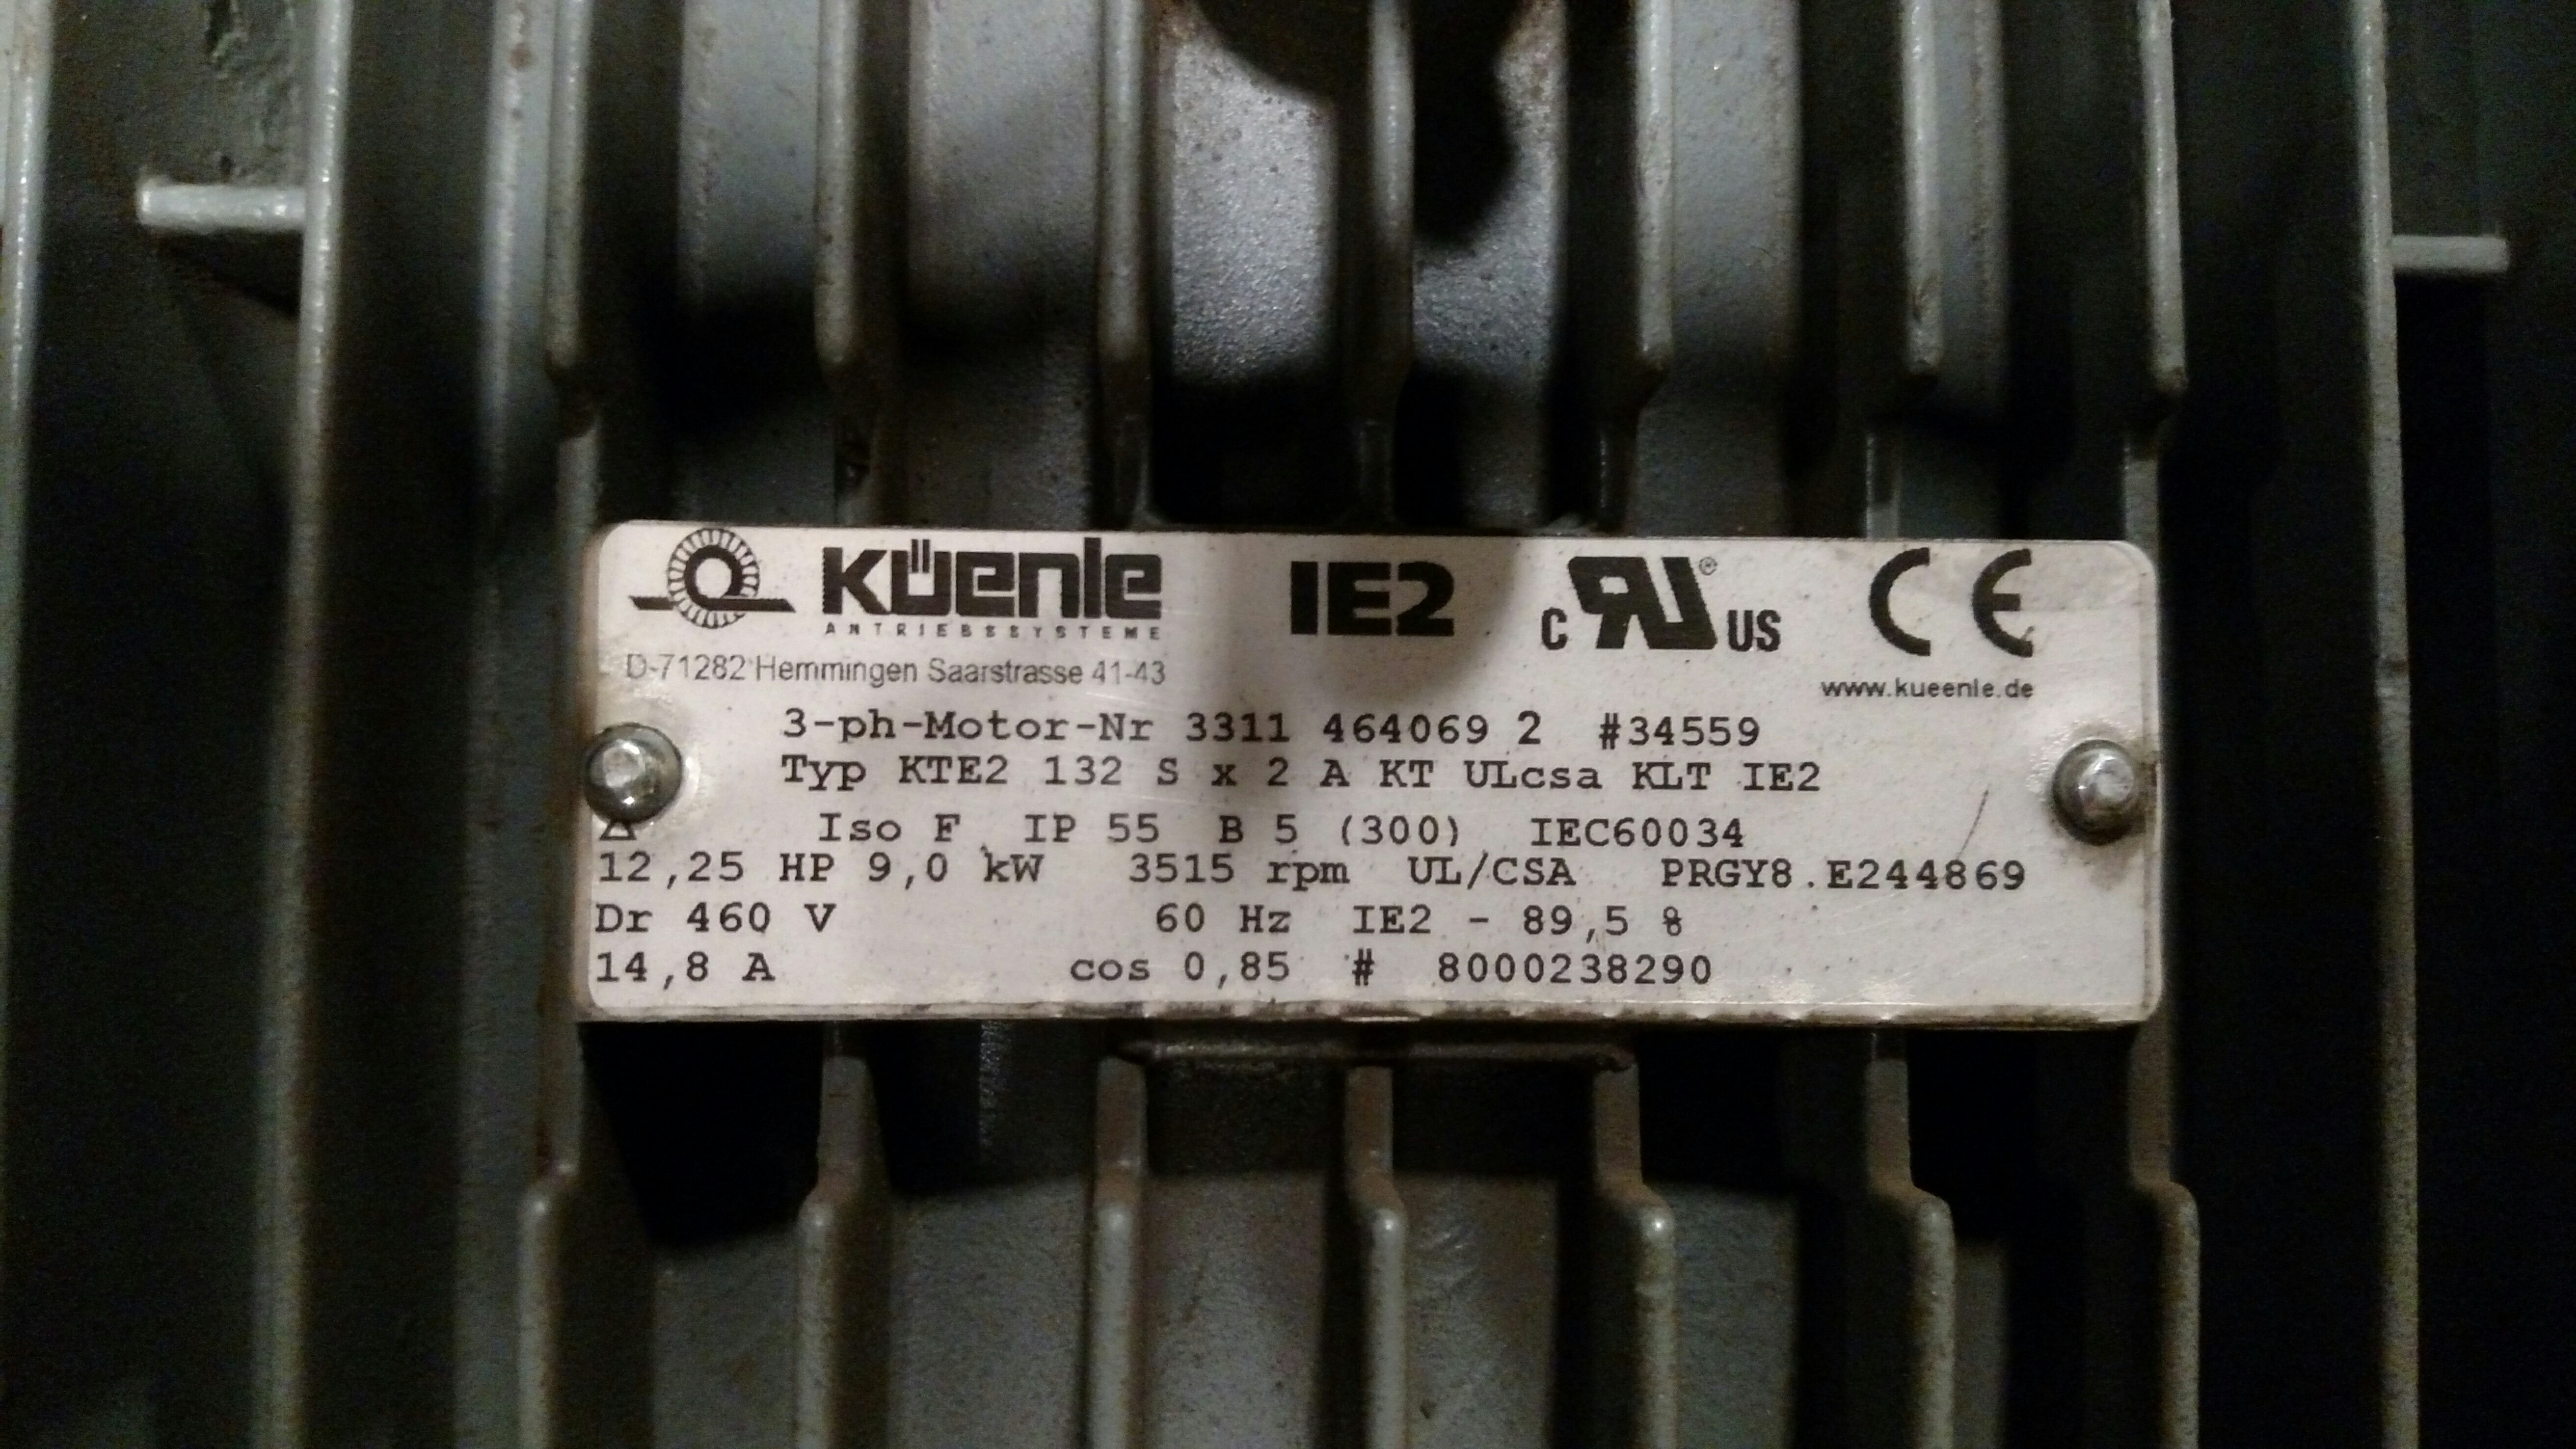 KÜENLE IE2 c RU ® US CE
ANTRIEBSSYSTEME
D-71282 Hemmingen Saarstrasse 41-43
www.kueenle.de
3-ph-Motor-Nr 3311 464069 2 #34559
Typ KTE2 132 S x 2 A KT ULcsa KLT IE2
Δ Iso F IP 55 B 5 (300) IEC60034
12,25 HP 9,0 kW 3515 rpm UL/CSA PRGY8.E244869
Dr 460 V 60 Hz IE2 - 89,5 %
14,8 A cos 0,85 # 8000238290